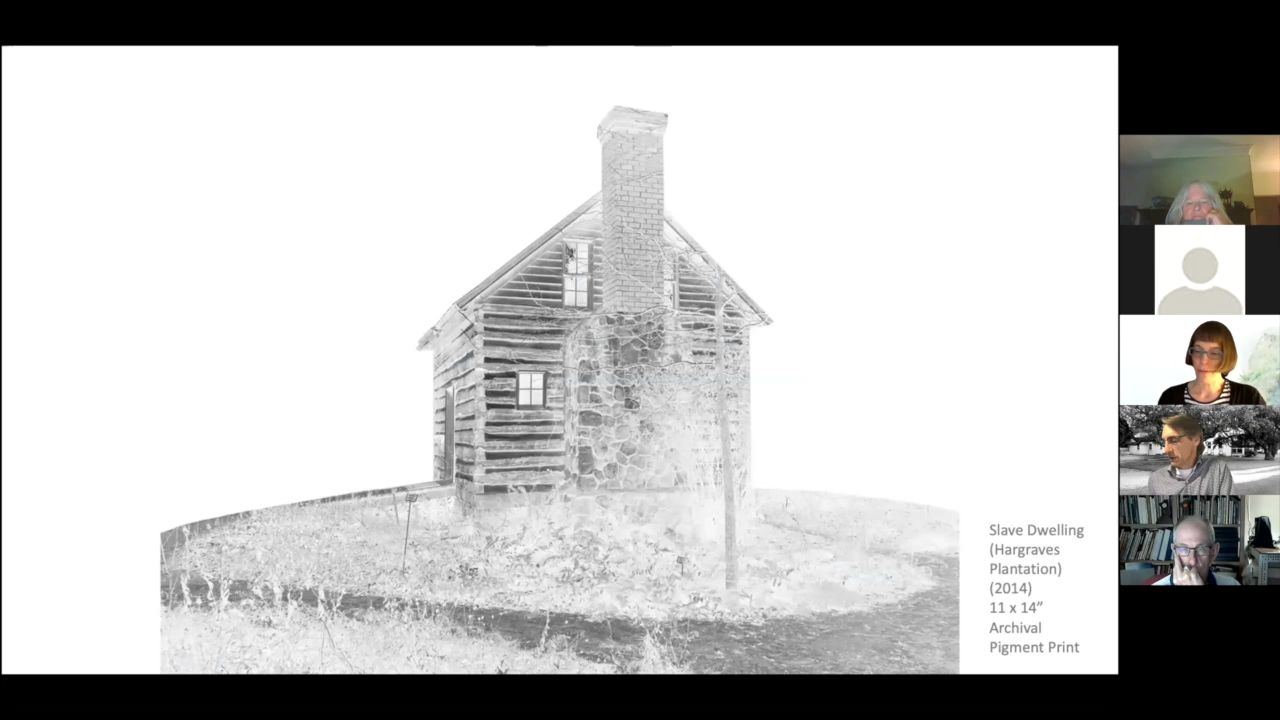 Slave Dwelling
(Hargraves
Plantation)
(2014)
11 x 14”
Archival
Pigment Print